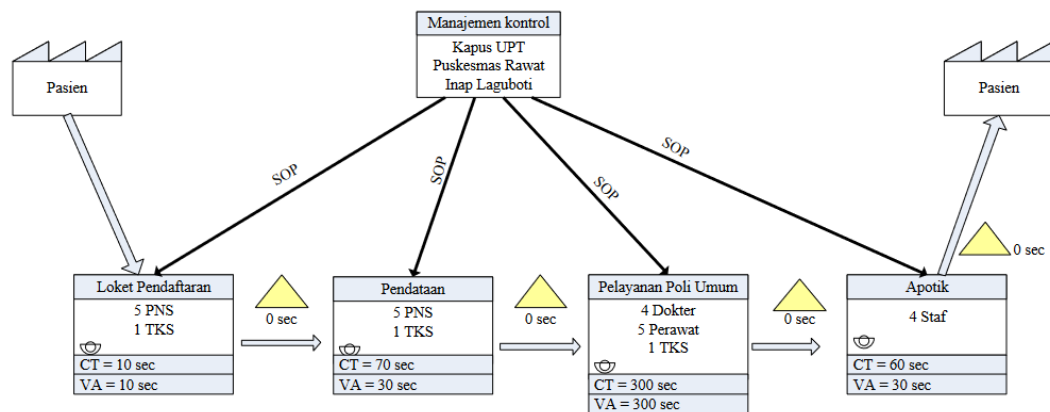 Manajemen kontrol
Kapus UPT
Puskesmas Rawat
Inap Laguboti
Pasien
Pasien
SOP
SOP
SOP
SOP
Loket Pendaftaran
5 PNS
1 TKS
CT = 10 sec
VA = 10 sec
0 sec
Pendataan
5 PNS
1 TKS
CT = 70 sec
VA = 30 sec
0 sec
Pelayanan Poli Umum
4 Dokter
5 Perawat
1 TKS
CT = 300 sec
VA = 300 sec
0 sec
Apotik
4 Staf
CT = 60 sec
VA = 30 sec
0 sec